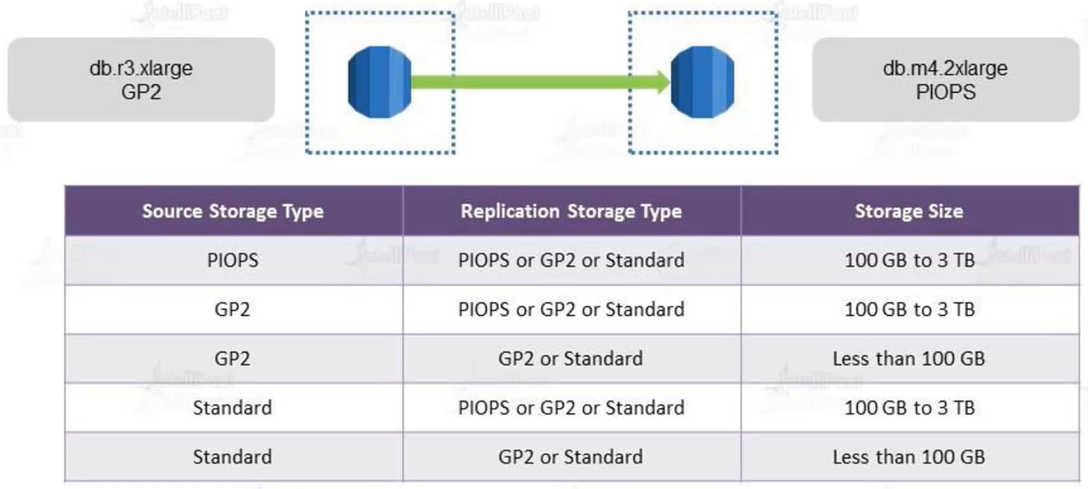 db.r3.xlarge
GP2
db.m4.2xlarge
PIOPS
Source Storage Type Replication Storage Type Storage Size
PIOPS PIOPS or GP2 or Standard 100 GB to 3 TB
GP2 PIOPS or GP2 or Standard 100 GB to 3 TB
GP2 GP2 or Standard Less than 100 GB
Standard PIOPS or GP2 or Standard 100 GB to 3 TB
Standard GP2 or Standard Less than 100 GB